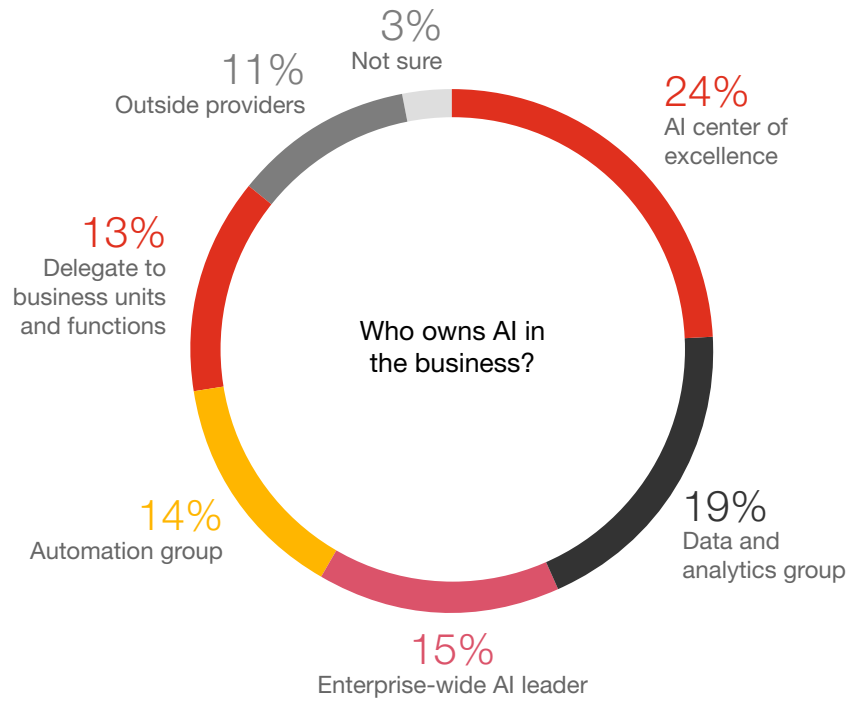 3%
Not sure
11%
Outside providers
24%
AI center of
excellence
13%
Delegate to
business units
and functions
Who owns AI in
the business?
14%
Automation group
19%
Data and
analytics group
15%
Enterprise-wide AI leader